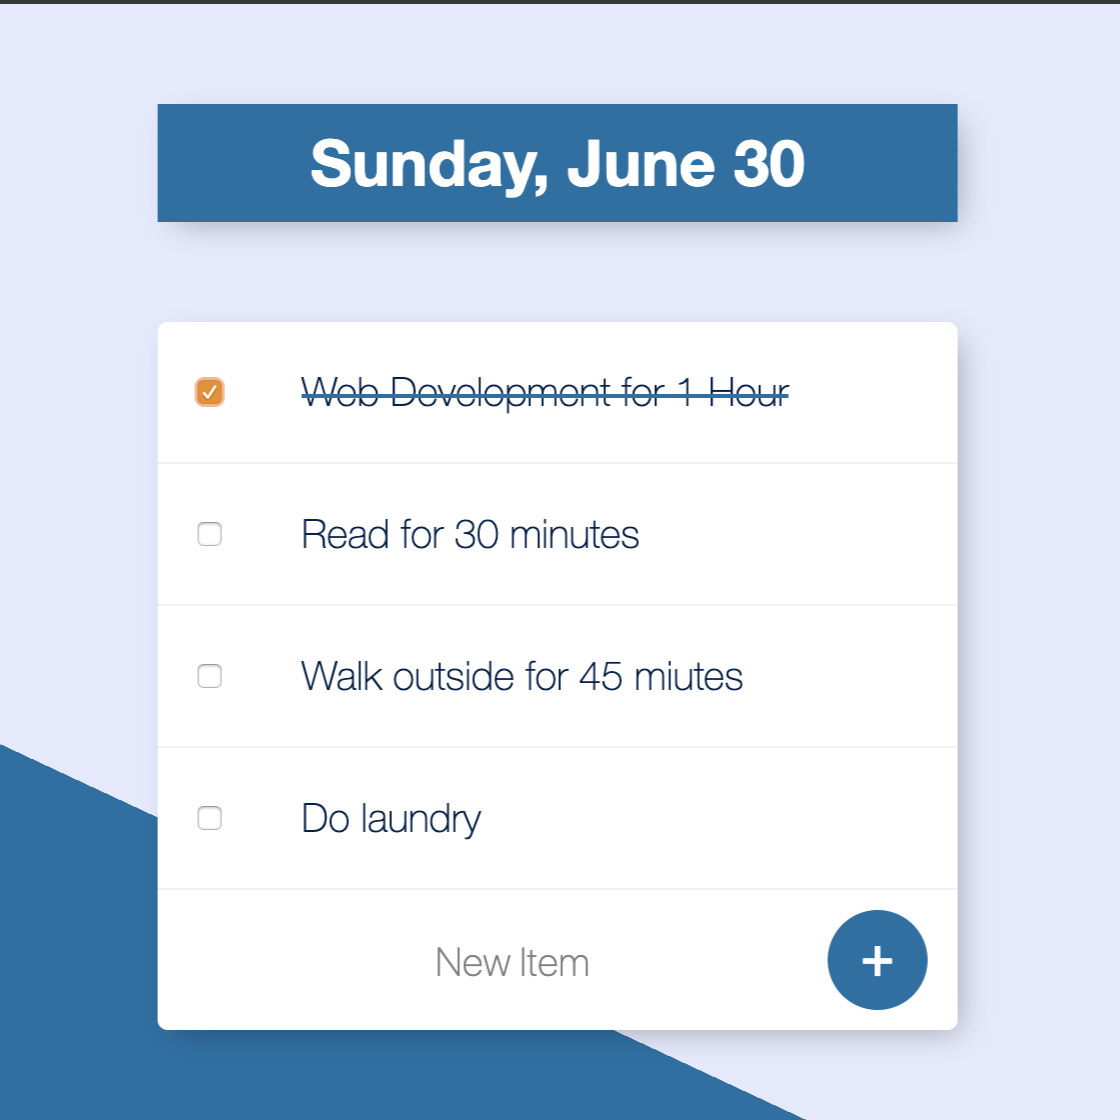 Sunday, June 30
Web Development for 1 Hour
Read for 30 minutes
Walk outside for 45 miutes
Do laundry
New Item
+